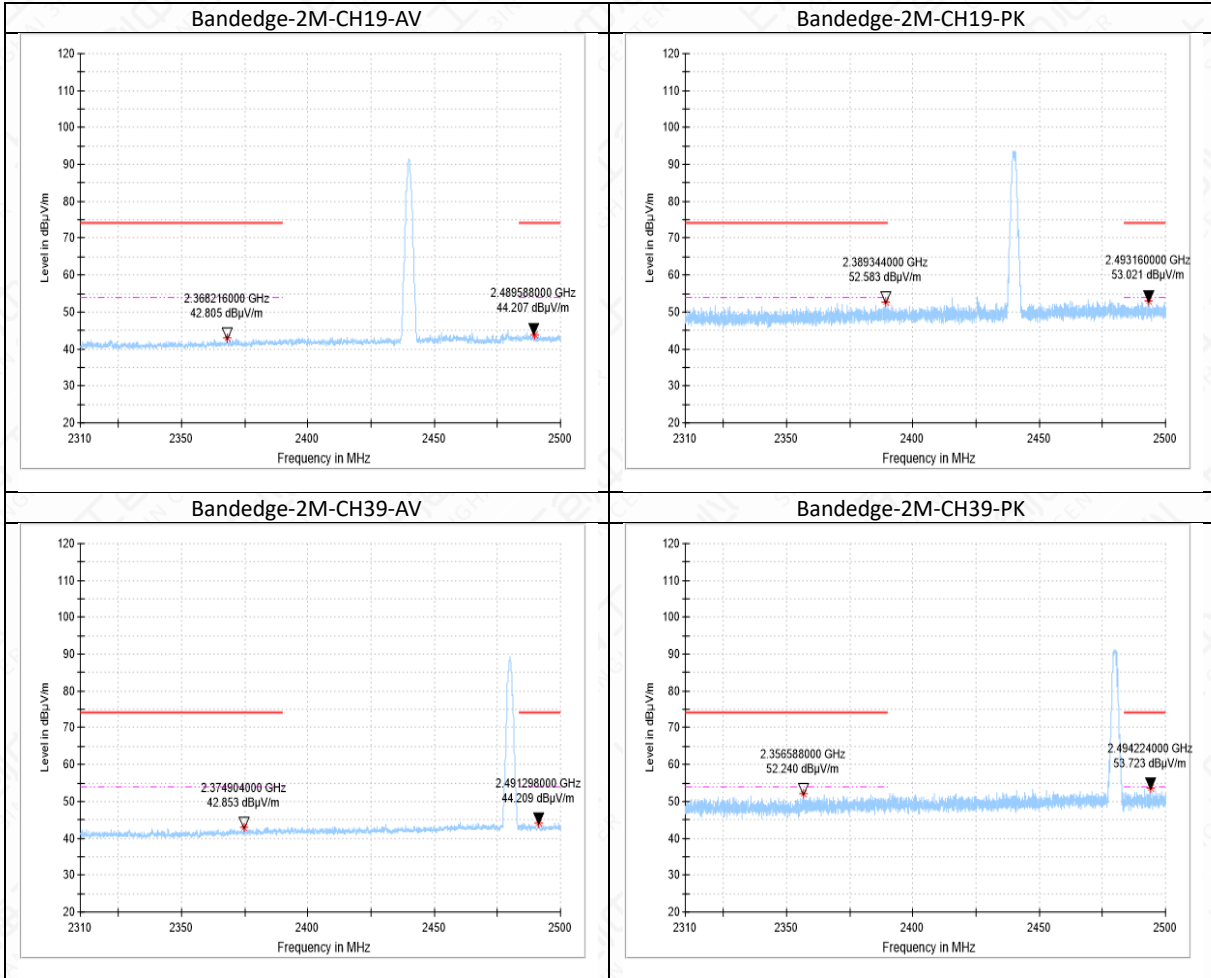 Bandedge-2M-CH19-AV
120
110
100
90
80
70
60
50
40
30
20
Level in dBµV/m
2.368216000 GHz
42.805 dBµV/m
2.489588000 GHz
44.207 dBµV/m
2310
2350
2400
2450
2500
Frequency in MHz
Bandedge-2M-CH19-PK
120
110
100
90
80
70
60
50
40
30
20
Level in dBµV/m
2.389344000 GHz
52.583 dBµV/m
2.493160000 GHz
53.021 dBµV/m
2310
2400
2450
2500
Frequency in MHz
Bandedge-2M-CH39-AV
120
110
100
90
80
70
60
50
40
30
20
Level in dBµV/m
2.374904000 GHz
42.853 dBµV/m
2.491298000 GHz
44.209 dBµV/m
2310
2350
2400
2450
2500
Frequency in MHz
Bandedge-2M-CH39-PK
120
110
100
90
80
70
60
50
40
30
20
Level in dBµV/m
2.356588000 GHz
52.240 dBµV/m
2.494224000 GHz
53.723 dBµV/m
2310
2400
2450
2500
Frequency in MHz